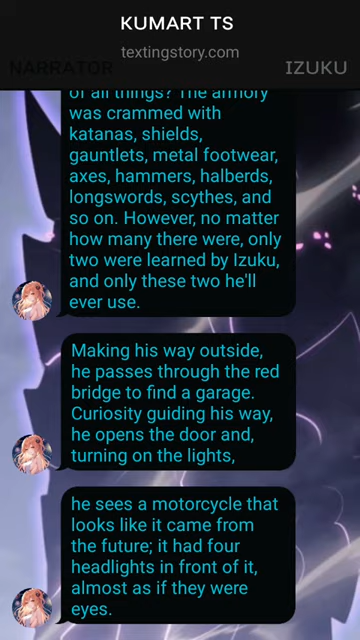 KUMART TS
textingstory.com
NARRATOR
IZUKU
of all things? The armory
was crammed with
katanas, shields,
gauntlets, metal footwear,
axes, hammers, halberds,
longswords, scythes, and
so on. However, no matter
how many there were, only
two were learned by Izuku,
and only these two he'll
ever use.
Making his way outside,
he passes through the red
bridge to find a garage.
Curiosity guiding his way,
he opens the door and,
turning on the lights,
he sees a motorcycle that
looks like it came from
the future; it had four
headlights in front of it,
almost as if they were
eyes.